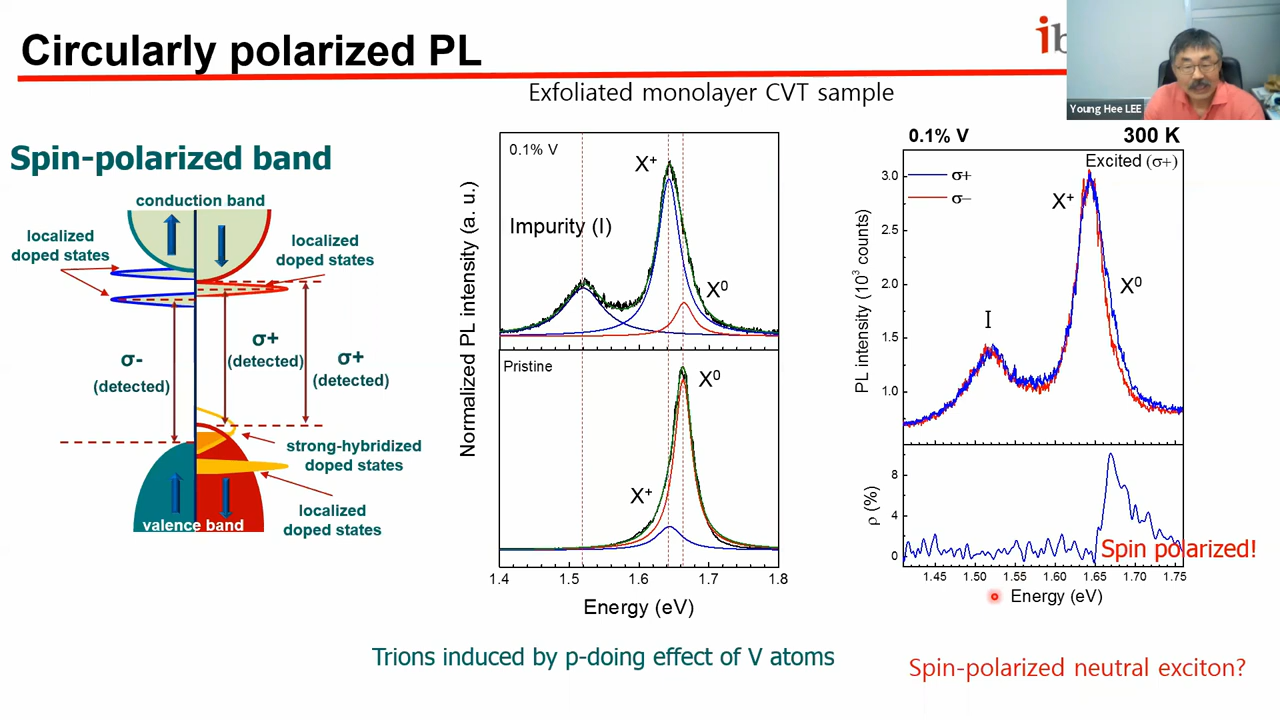 Circularly polarized PL
Young Hee LEE
Exfoliated monolayer CVT sample
Spin-polarized band
conduction band
localized
doped states
localized
doped states
σ-
(detected)
σ+
(detected)
σ+
(detected)
strong-hybridized
doped states
localized
doped states
valence band
Normalized PL intensity (a. u.)
0.1% V
X+
Impurity (I)
X0
Pristine
X0
X+
1.4 1.5 1.6 1.7 1.8
Energy (eV)
0.1% V 300 K
Excited (σ+)
σ+
σ−
X+
X0
I
PL intensity (10³ counts)
3.0
2.5
2.0
1.5
1.0
ρ (%)
8
4
0
Spin polarized!
1.45 1.50 1.55 1.60 1.65 1.70 1.75
Energy (eV)
Trions induced by p-doing effect of V atoms
Spin-polarized neutral exciton?